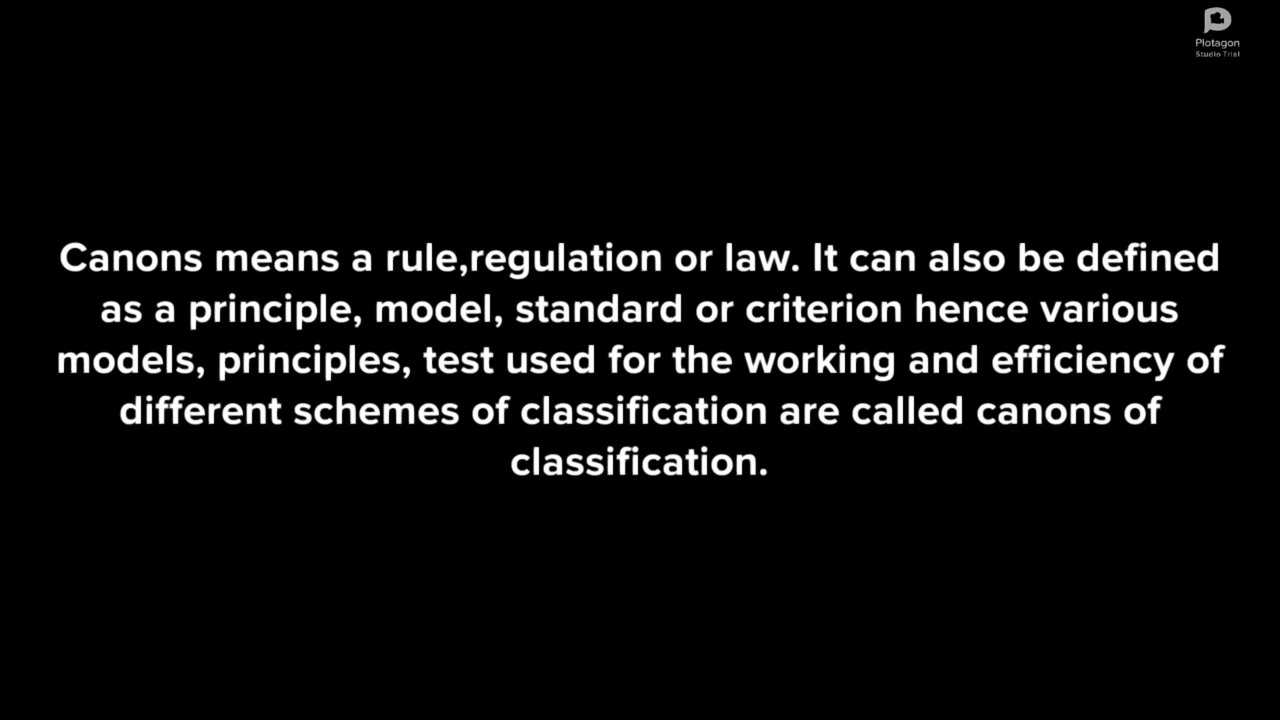 Plotagon
Studio Trial
Canons means a rule,regulation or law. It can also be defined
as a principle, model, standard or criterion hence various
models, principles, test used for the working and efficiency of
different schemes of classification are called canons of
classification.